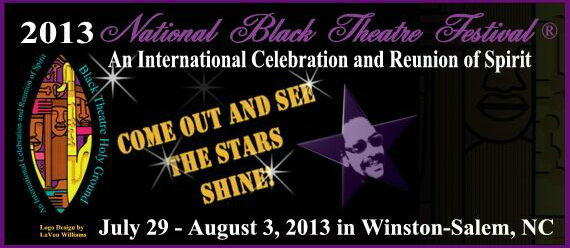 2013 National Black Theatre Festival ®
An International Celebration and Reunion of Spirit
An International Celebration and Reunion of Spirit
Black Theatre Holy Ground
COME OUT AND SEE
THE STARS
SHINE!
Logo Design by
LaVon Williams
July 29 - August 3, 2013 in Winston-Salem, NC